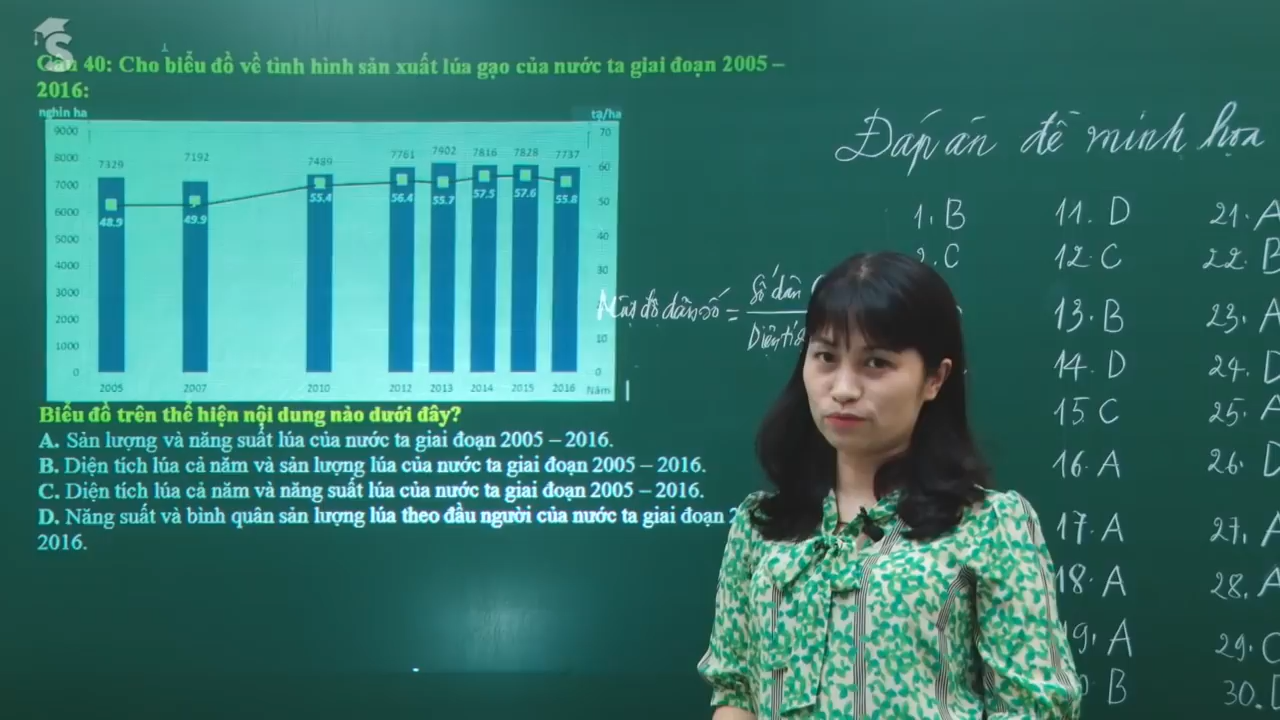 S
Câu 40: Cho biểu đồ về tình hình sản xuất lúa gạo của nước ta giai đoạn 2005 –
2016:
nghìn ha
tạ/ha
9000
8000
7000
6000
5000
4000
3000
2000
1000
0
7329
7192
7489
7761
7902
7816
7828
7737
48.9
49.9
55.4
56.4
55.7
57.5
57.6
55.8
70
60
50
40
30
10
0
2005 2007 2010 2012 2013 2014 2015 2016 Năm
Biểu đồ trên thể hiện nội dung nào dưới đây?
A. Sản lượng và năng suất lúa của nước ta giai đoạn 2005 – 2016.
B. Diện tích lúa cả năm và sản lượng lúa của nước ta giai đoạn 2005 – 2016.
C. Diện tích lúa cả năm và năng suất lúa của nước ta giai đoạn 2005 – 2016.
D. Năng suất và bình quân sản lượng lúa theo đầu người của nước ta giai đoạn
2016.
Mật độ dân số = Số dân
Diện
Đáp án đề minh họa
1. B
C
11. D
12. C
13. B
14. D
15. C
16. A
17. A
18. A
19. A
B
21. A
22. B
23. A
24. D
25. A
26. D
27. A
28. A
29. C
30.